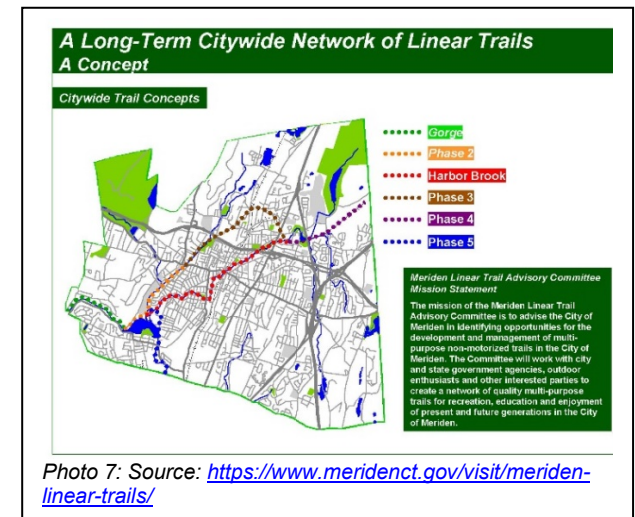 A Long-Term Citywide Network of Linear Trails
A Concept
Citywide Trail Concepts
Gorge
Phase 2
Harbor Brook
Phase 3
Phase 4
Phase 5
Meriden Linear Trail Advisory Committee
Mission Statement
The mission of the Meriden Linear Trail
Advisory Committee is to advise the City of
Meriden in identifying opportunities for the
development and management of multi-
purpose non-motorized trails in the City of
Meriden. The Committee will work with city
and state government agencies, outdoor
enthusiasts and other interested parties to
create a network of quality multi-purpose
trails for recreation, education and enjoyment
of present and future generations in the City
of Meriden.
Photo 7: Source: https://www.meridenct.gov/visit/meriden-
linear-trails/